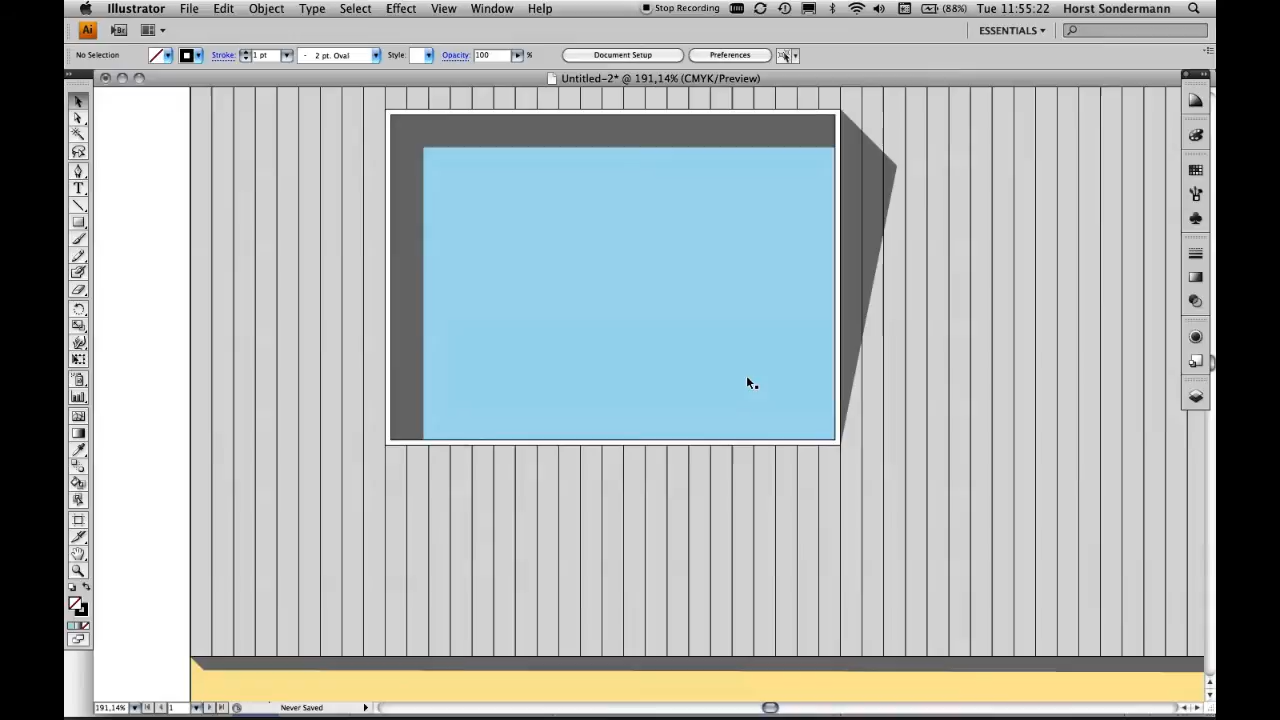 Illustrator File Edit Object Type Select Effect View Window Help Stop Recording (88%) Tue 11:55:22 Horst Sondermann
Ai Br ESSENTIALS
No Selection Stroke: 1 pt 2 pt. Oval Style: Opacity: 100 % Document Setup Preferences
Untitled-2* @ 191,14% (CMYK/Preview)
T
191,14% 1 Never Saved